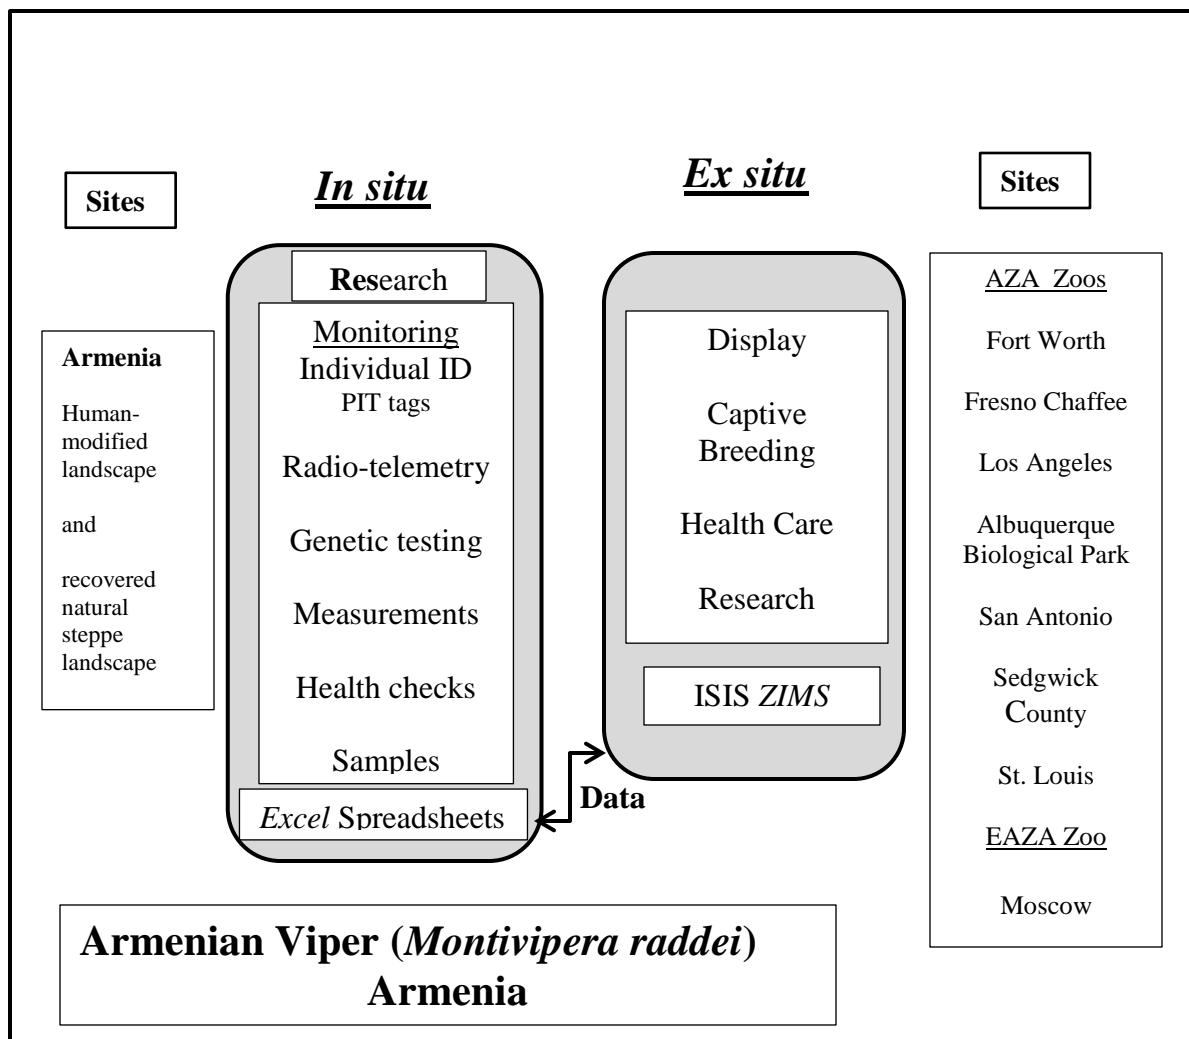 Sites
In situ
Ex situ
Sites
Armenia
Human-
modified
landscape
and
recovered
natural
steppe
landscape
Research
Monitoring
Individual ID
PIT tags
Radio-telemetry
Genetic testing
Measurements
Health checks
Samples
Excel Spreadsheets
Data
Display
Captive
Breeding
Health Care
Research
ISIS ZIMS
AZA Zoos
Fort Worth
Fresno Chaffee
Los Angeles
Albuquerque
Biological Park
San Antonio
Sedgwick
County
St. Louis
EAZA Zoo
Moscow
Armenian Viper (Montivipera raddei)
Armenia